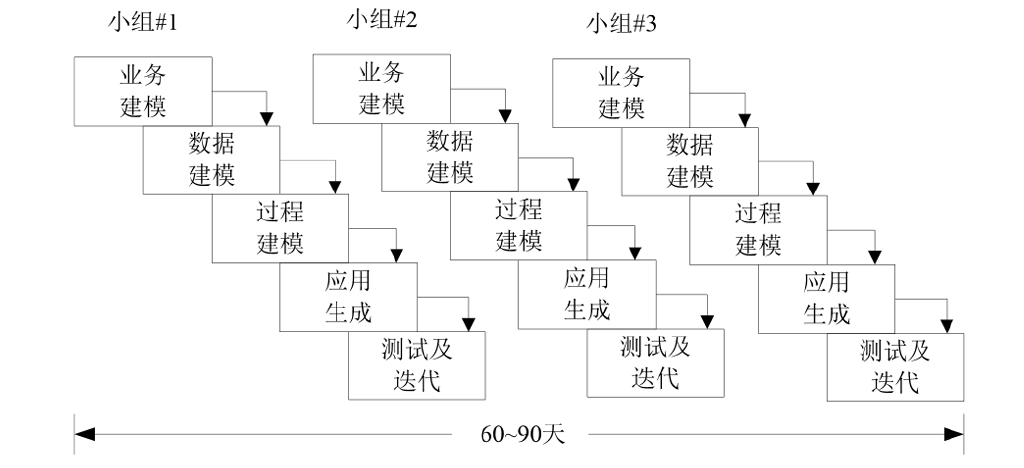 小组#1
小组#2
小组#3
业务
建模
数据
建模
过程
建模
应用
生成
测试及
迭代
业务
建模
数据
建模
过程
建模
应用
生成
测试及
迭代
业务
建模
数据
建模
过程
建模
应用
生成
测试及
迭代
60~90天